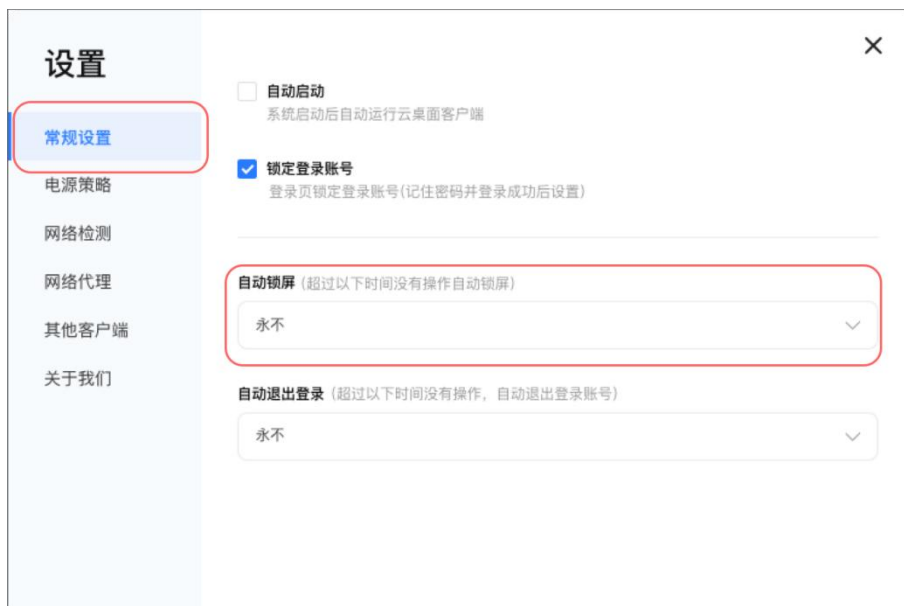 设置
常规设置
电源策略
网络检测
网络代理
其他客户端
关于我们
自动启动
系统启动后自动运行云桌面客户端
锁定登录账号
登录页锁定登录账号(记住密码并登录成功后设置)
自动锁屏（超过以下时间没有操作自动锁屏）
永不
自动退出登录（超过以下时间没有操作，自动退出登录账号）
永不